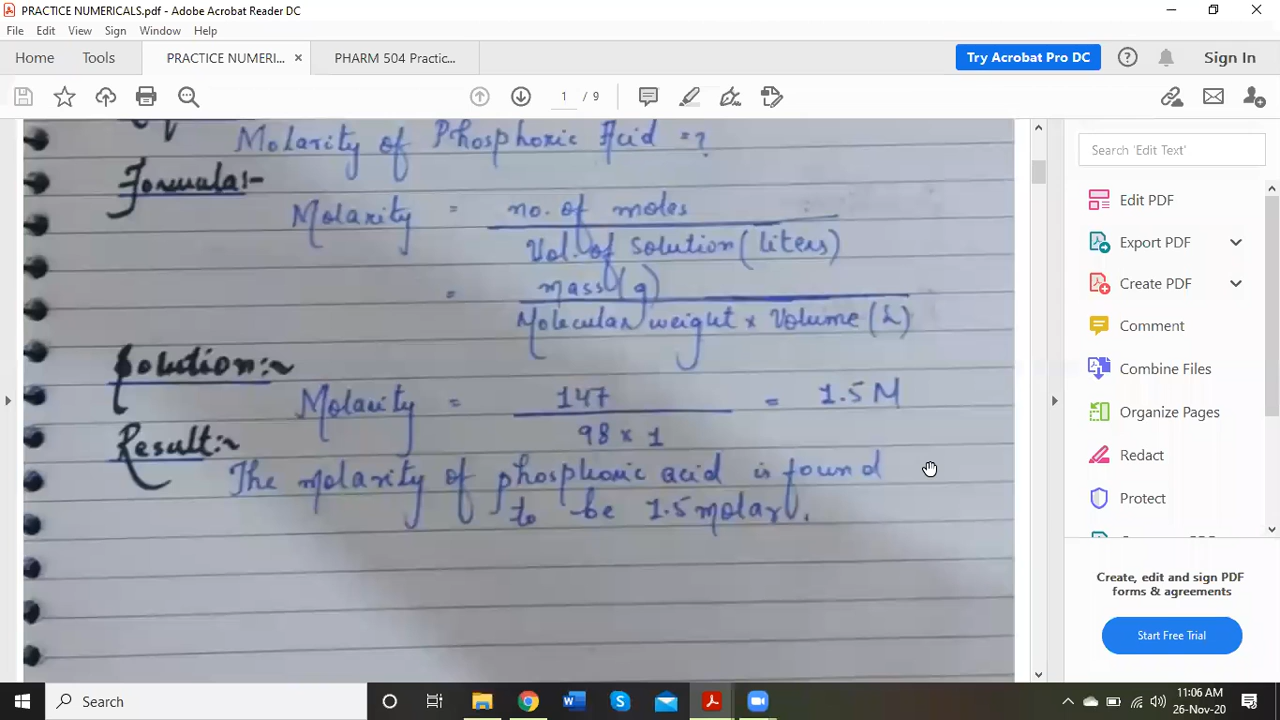 PRACTICE NUMERICALS.pdf - Adobe Acrobat Reader DC
File Edit View Sign Window Help
Home Tools PRACTICE NUMERI... × PHARM 504 Practic... Try Acrobat Pro DC Sign In
1 / 9
Molarity of Phosphoric Acid = ?
Formula:-
Molarity = no. of moles
Vol. of Solution (liters)
= mass (g)
Molecular weight × Volume (L)
Solution:~
Molarity = 147 = 1.5 M
98 × 1
Result:~
The molarity of phosphoric acid is found
to be 1.5 molar.
Search 'Edit Text'
Edit PDF
Export PDF
Create PDF
Comment
Combine Files
Organize Pages
Redact
Protect
Create, edit and sign PDF
forms & agreements
Start Free Trial
Search
11:06 AM
26-Nov-20